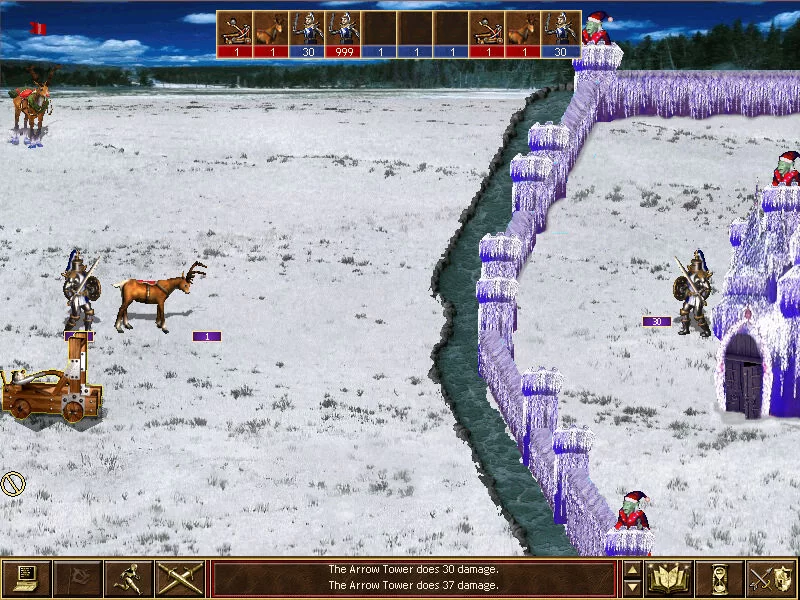 1 1 30 999 1 1 1 1 1 30
30
1
The Arrow Tower does 30 damage.
The Arrow Tower does 37 damage.